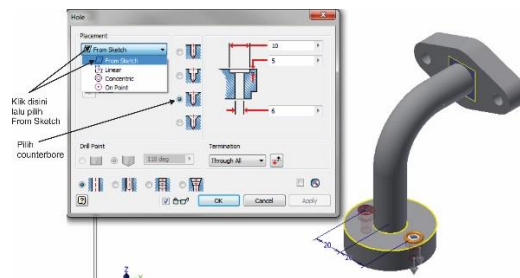 Hole
Placement
From Sketch
From Sketch
Linear
Concentric
On Point
Klik disini
lalu pilih
From Sketch
Pilih
counterbore
10
5
6
Drill Point
118 deg
Termination
Through All
OK
Cancel
Apply
20
Z